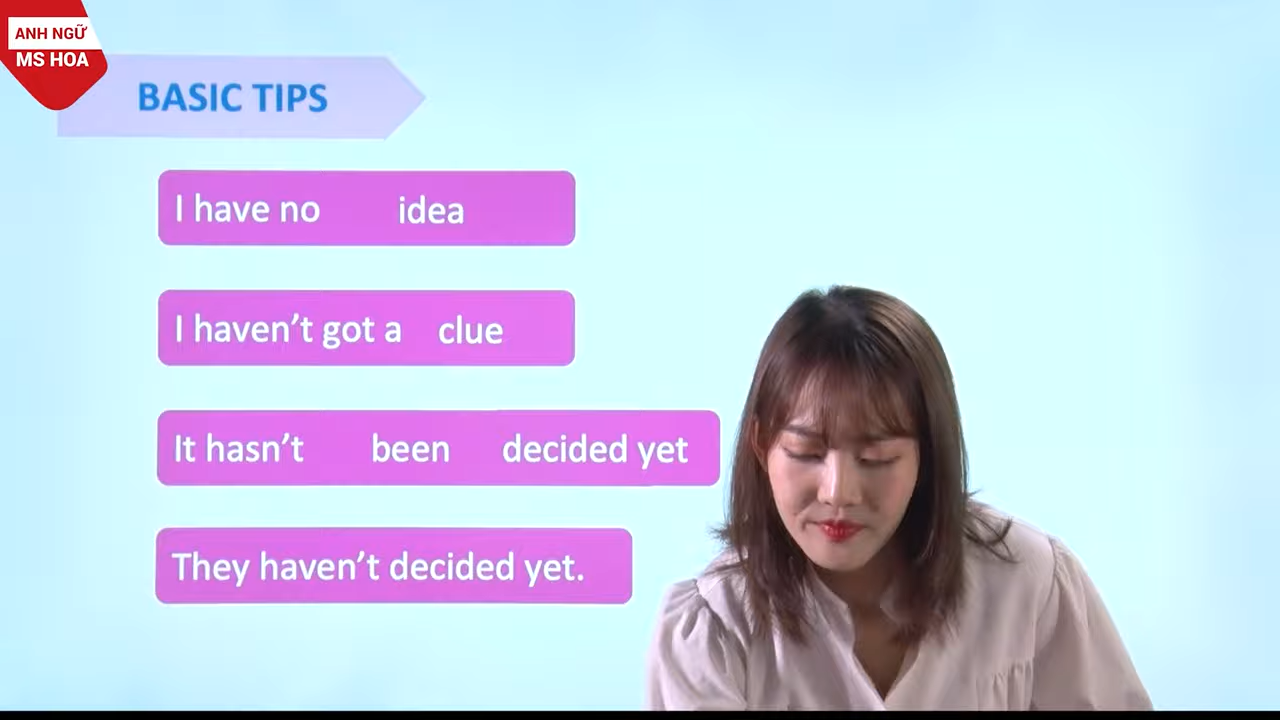 ANH NGỮ
MS HOA
BASIC TIPS
I have no idea
I haven't got a clue
It hasn't been decided yet
They haven't decided yet.